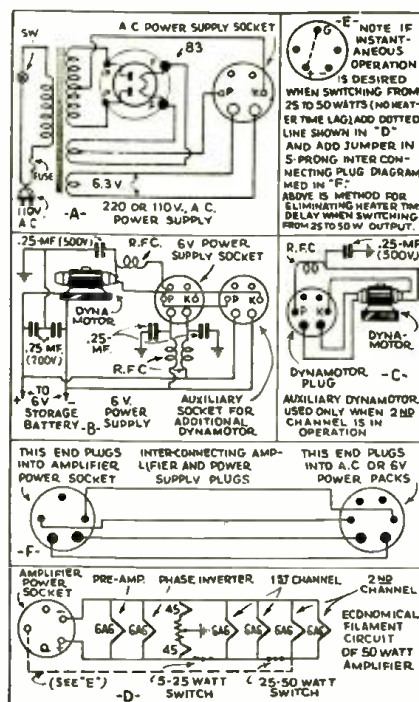 A C POWER SUPPLY SOCKET
SW
83
P
K
FUSE
6.3 V
110V.
A C
-A-
220 OR 110 V., A C.
POWER SUPPLY
-E-
G
NOTE IF
INSTANT-
ANEOUS
OPERATION
IS DESIRED
WHEN SWITCHING FROM
25 TO 50 WATTS (NO HEAT-
ER TIME LAG) ADD DOTTED
LINE SHOWN IN "D"
AND ADD JUMPER IN
5-PRONG INTER CON-
NECTING PLUG DIAGRAM-
MED IN "F."
ABOVE IS METHOD FOR
ELIMINATING HEATER TIME
DELAY WHEN SWITCHING
FROM 25 TO 50 W OUTPUT.
.25-MF (500V)
R.F.C.
6V POWER
SUPPLY SOCKET
DYNA-
MOTOR
P
K
P
K
.25 MF
(200V)
.25-
MF.
R.F.C
+ TO -
6V
STORAGE
BATTERY
-B-
6 V.
POWER
SUPPLY
AUXILIARY
SOCKET FOR
ADDITIONAL
DYNAMOTOR
.25-MF
(500V)
R.F.C
P
K
DYNA-
MOTOR
DYNAMOTOR
PLUG
-C-
AUXILIARY DYNAMOTOR
USED ONLY WHEN 2ND
CHANNEL IS IN
OPERATION
THIS END PLUGS
INTO AMPLIFIER
POWER SOCKET
INTER-CONNECTING AMP-
LIFIER AND POWER
SUPPLY PLUGS
THIS END PLUGS
INTO A.C OR 6V
POWER PACKS
-F-
AMPLIFIER
POWER
SOCKET
PRE-AMP.
PHASE INVERTER
1ST CHANNEL
2ND
CHANNEL
45
6A6
6A6
6A6
6A6
6A6
6A6
45
ECONOMICAL
FILAMENT
CIRCUIT
OF 50 WATT
AMPLIFIER
(SEE "E")
-D-
5-25 WATT
SWITCH
25-50 WATT
SWITCH